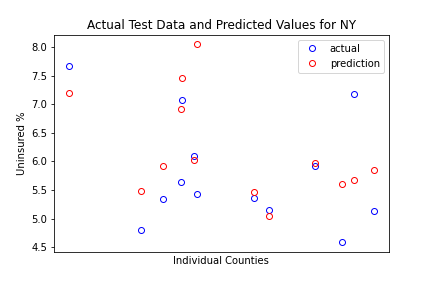 Actual Test Data and Predicted Values for NY
actual
prediction
8.0
7.5
7.0
6.5
6.0
5.5
5.0
4.5
Uninsured %
Individual Counties